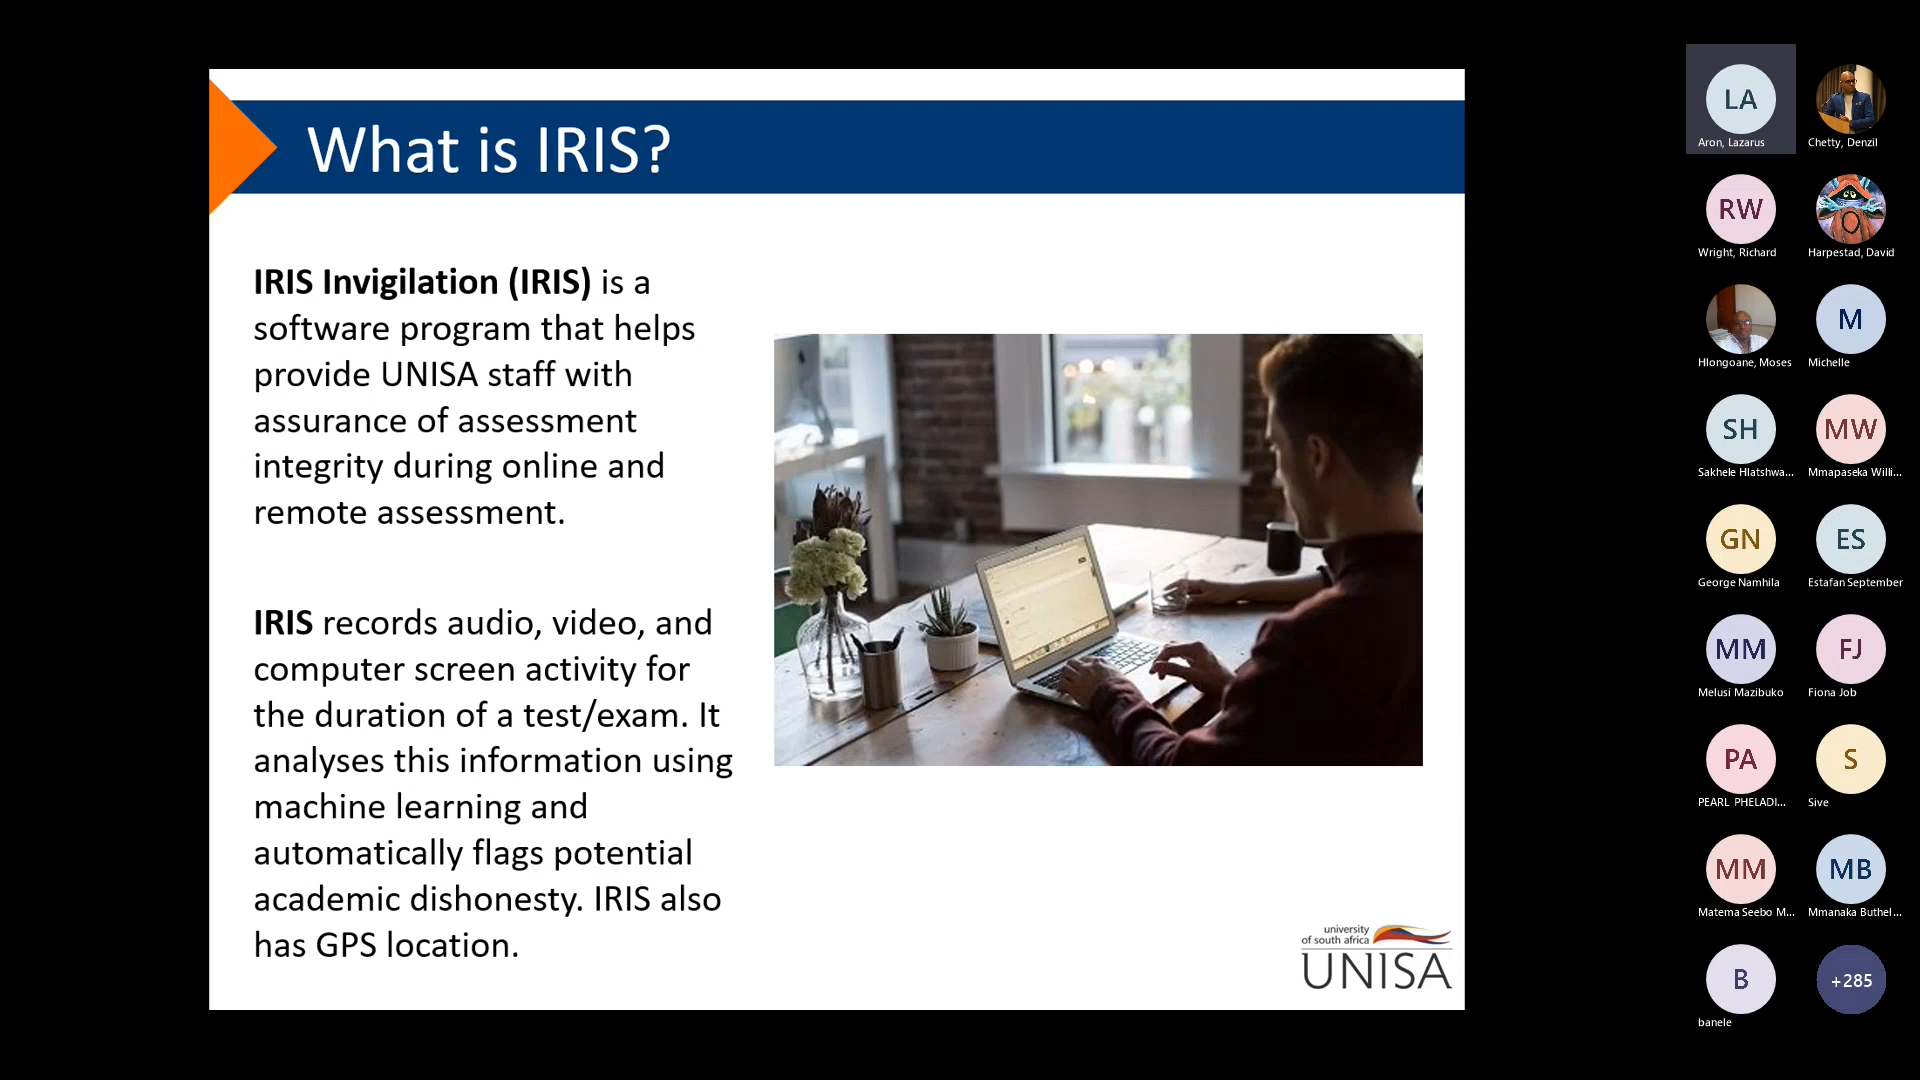 What is IRIS?
IRIS Invigilation (IRIS) is a
software program that helps
provide UNISA staff with
assurance of assessment
integrity during online and
remote assessment.
IRIS records audio, video, and
computer screen activity for
the duration of a test/exam. It
analyses this information using
machine learning and
automatically flags potential
academic dishonesty. IRIS also
has GPS location.
university
of south africa
UNISA
LA
Aron, Lazarus
Chetty, Denzil
RW
Wright, Richard
Harpestad, David
Hlongoane, Moses
M
Michelle
SH
Sakhele Hlatshwa...
MW
Mmapaseka Willi...
GN
George Namhila
ES
Estafan September
MM
Melusi Mazibuko
FJ
Fiona Job
PA
PEARL PHELADI...
S
Sive
MM
Matema Seebo M...
MB
Mmanaka Buthel...
B
banele
+285